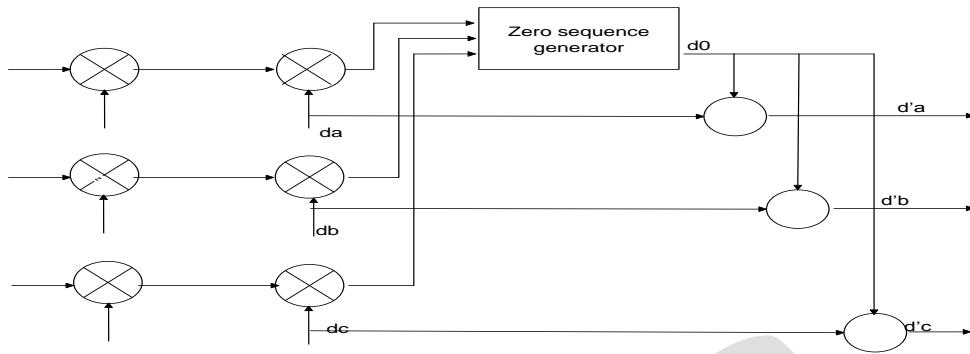 Zero sequence
generator
d0
da
d'a
db
d'b
dc
d'c